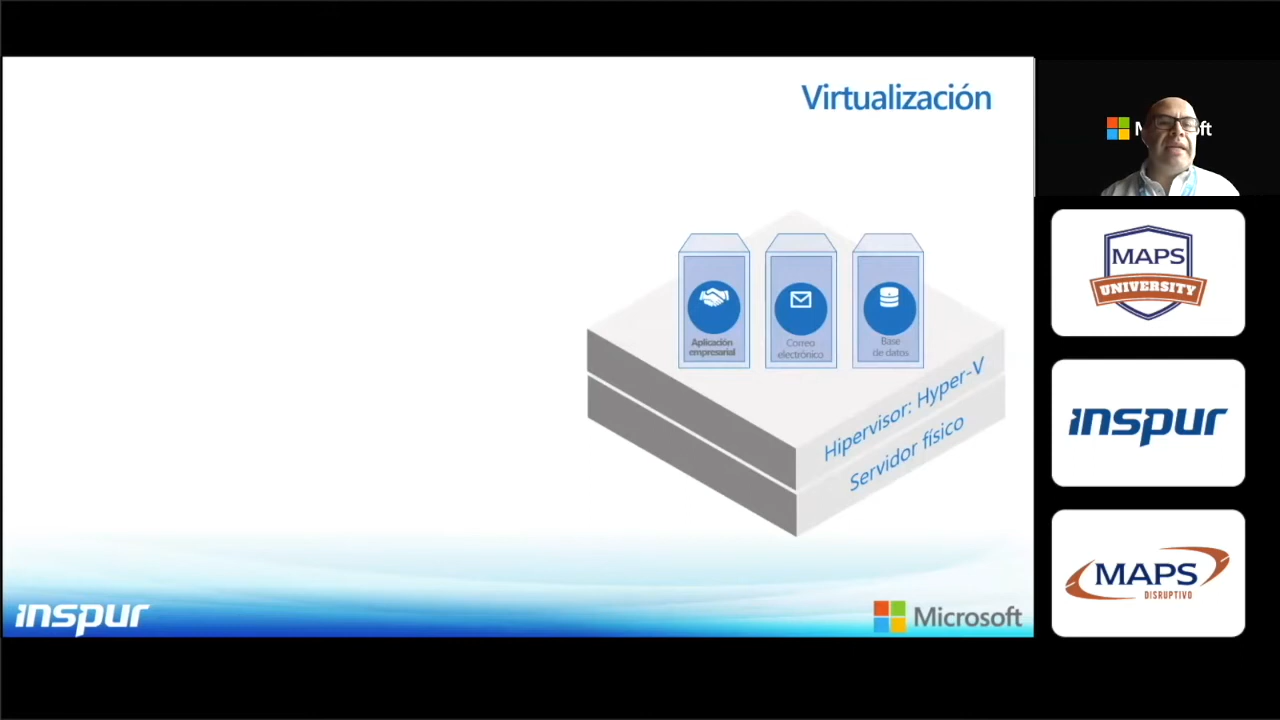 Virtualización
Aplicación
empresarial
Correo
electrónico
Base
de datos
Hipervisor: Hyper-V
Servidor físico
inspur
Microsoft
MAPS
UNIVERSITY
inspur
MAPS
DISRUPTIVO